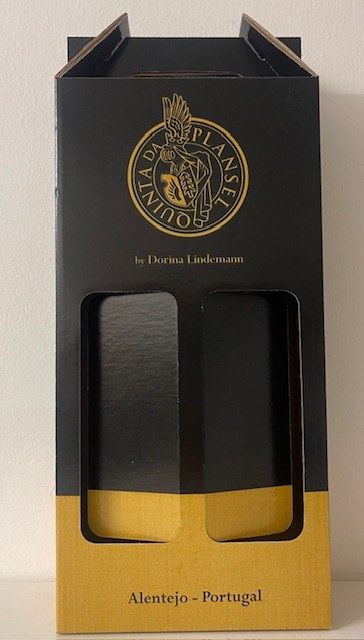 QUINTA DA PLANSEL
by Dorina Lindemann
Alentejo - Portugal